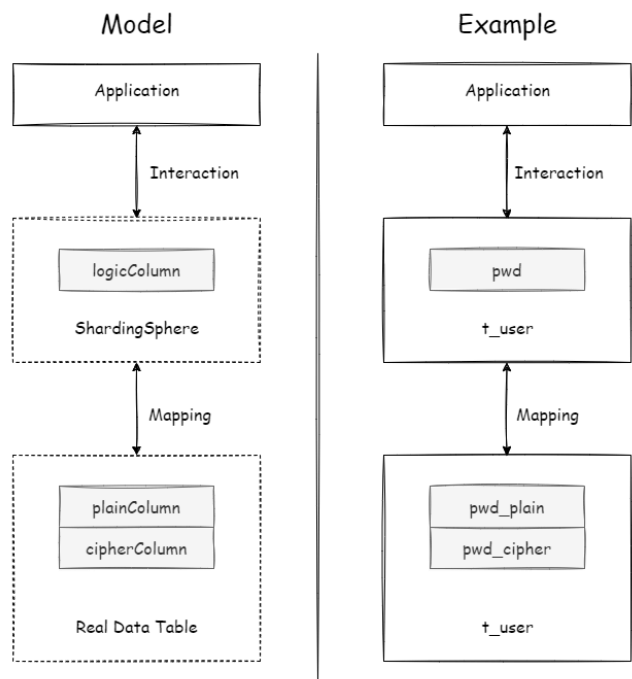 Model
Application
Interaction
logicColumn
ShardingSphere
Mapping
plainColumn
cipherColumn
Real Data Table
Example
Application
Interaction
pwd
t_user
Mapping
pwd_plain
pwd_cipher
t_user